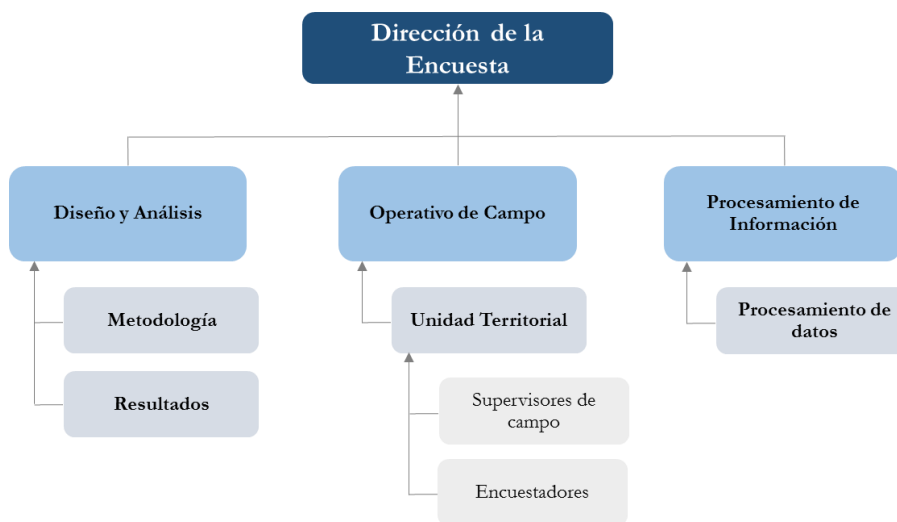 Dirección de la
Encuesta
Diseño y Análisis
Operativo de Campo
Procesamiento de
Información
Metodología
Unidad Territorial
Procesamiento de
datos
Resultados
Supervisores de
campo
Encuestadores